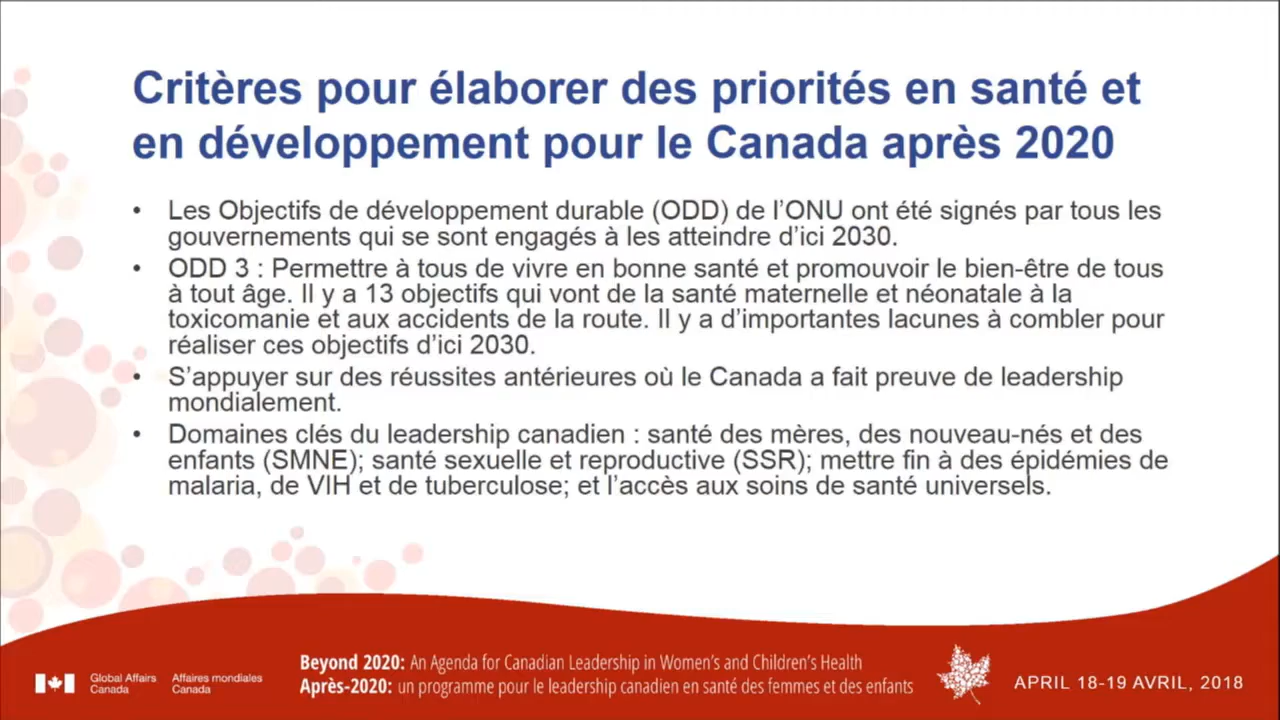 Critères pour élaborer des priorités en santé et
en développement pour le Canada après 2020
• Les Objectifs de développement durable (ODD) de l’ONU ont été signés par tous les
gouvernements qui se sont engagés à les atteindre d’ici 2030.
• ODD 3 : Permettre à tous de vivre en bonne santé et promouvoir le bien-être de tous
à tout âge. Il y a 13 objectifs qui vont de la santé maternelle et néonatale à la
toxicomanie et aux accidents de la route. Il y a d’importantes lacunes à combler pour
réaliser ces objectifs d’ici 2030.
• S’appuyer sur des réussites antérieures où le Canada a fait preuve de leadership
mondialement.
• Domaines clés du leadership canadien : santé des mères, des nouveau-nés et des
enfants (SMNE); santé sexuelle et reproductive (SSR); mettre fin à des épidémies de
malaria, de VIH et de tuberculose; et l’accès aux soins de santé universels.
Global Affairs
Canada
Affaires mondiales
Canada
Beyond 2020: An Agenda for Canadian Leadership in Women’s and Children’s Health
Après-2020: un programme pour le leadership canadien en santé des femmes et des enfants
APRIL 18-19 AVRIL, 2018